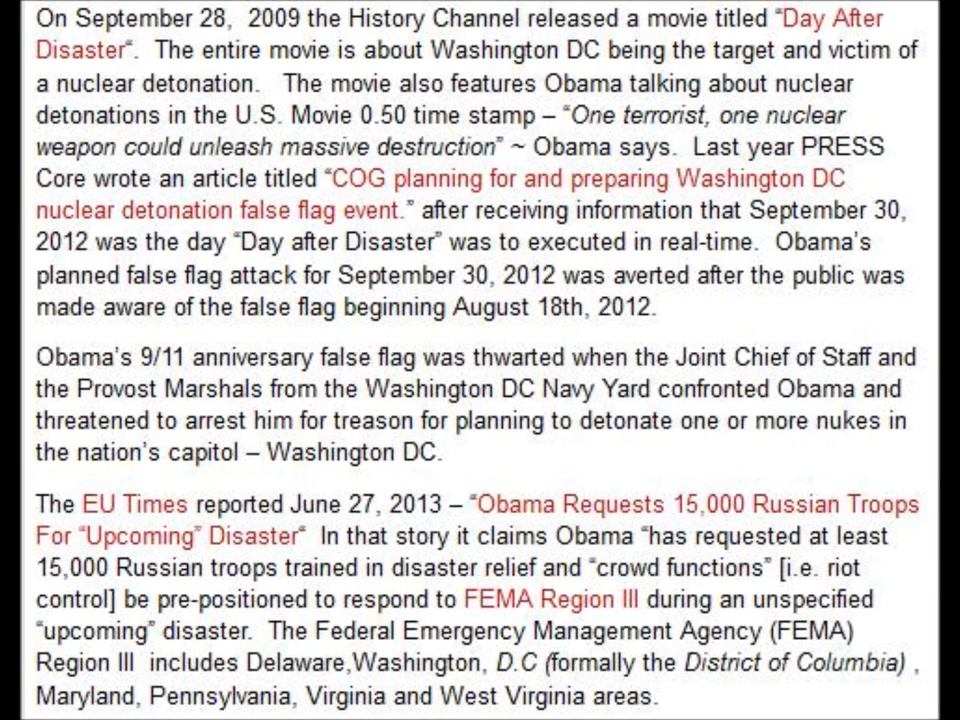 On September 28,  2009 the History Channel released a movie titled “Day After
Disaster“.  The entire movie is about Washington DC being the target and victim of
a nuclear detonation.   The movie also features Obama talking about nuclear
detonations in the U.S. Movie 0.50 time stamp – “One terrorist, one nuclear
weapon could unleash massive destruction” ~ Obama says.  Last year PRESS
Core wrote an article titled “COG planning for and preparing Washington DC
nuclear detonation false flag event.” after receiving information that September 30,
2012 was the day “Day after Disaster” was to executed in real-time.  Obama’s
planned false flag attack for September 30, 2012 was averted after the public was
made aware of the false flag beginning August 18th, 2012.
Obama’s 9/11 anniversary false flag was thwarted when the Joint Chief of Staff and
the Provost Marshals from the Washington DC Navy Yard confronted Obama and
threatened to arrest him for treason for planning to detonate one or more nukes in
the nation’s capitol – Washington DC.
The EU Times reported June 27, 2013 – “Obama Requests 15,000 Russian Troops
For “Upcoming” Disaster“  In that story it claims Obama “has requested at least
15,000 Russian troops trained in disaster relief and “crowd functions” [i.e. riot
control] be pre-positioned to respond to FEMA Region III during an unspecified
“upcoming” disaster.  The Federal Emergency Management Agency (FEMA)
Region III  includes Delaware,Washington, D.C (formally the District of Columbia) ,
Maryland, Pennsylvania, Virginia and West Virginia areas.